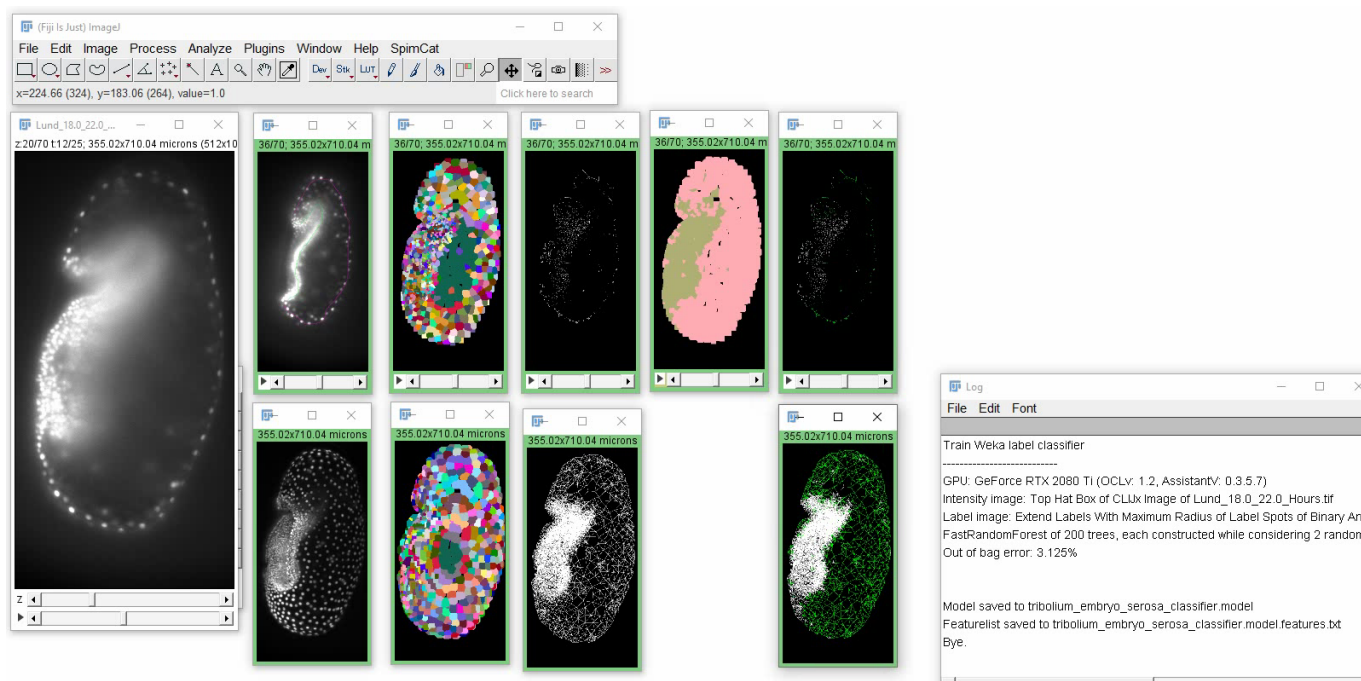 (Fiji Is Just) ImageJ
File Edit Image Process Analyze Plugins Window Help SpimCat
Dev Stk LUT
x=224.66 (324), y=183.06 (264), value=1.0
Click here to search
Lund_18.0_22.0_...
z:20/70 t:12/25; 355.02x710.04 microns (512x10
36/70; 355.02x710.04 m
36/70; 355.02x710.04 m
36/70; 355.02x710.04 m
36/70; 355.02x710.04 m
36/70; 355.02x710.04 m
z
355.02x710.04 microns
355.02x710.04 microns
355.02x710.04 microns
355.02x710.04 microns
Log
File Edit Font
Train Weka label classifier
----------------------------
GPU: GeForce RTX 2080 Ti (OCLv: 1.2, AssistantV: 0.3.5.7)
Intensity image: Top Hat Box of CLIJx Image of Lund_18.0_22.0_Hours.tif
Label image: Extend Labels With Maximum Radius of Label Spots of Binary An
FastRandomForest of 200 trees, each constructed while considering 2 random
Out of bag error: 3.125%
Model saved to tribolium_embryo_serosa_classifier.model
Featurelist saved to tribolium_embryo_serosa_classifier.model.features.txt
Bye.